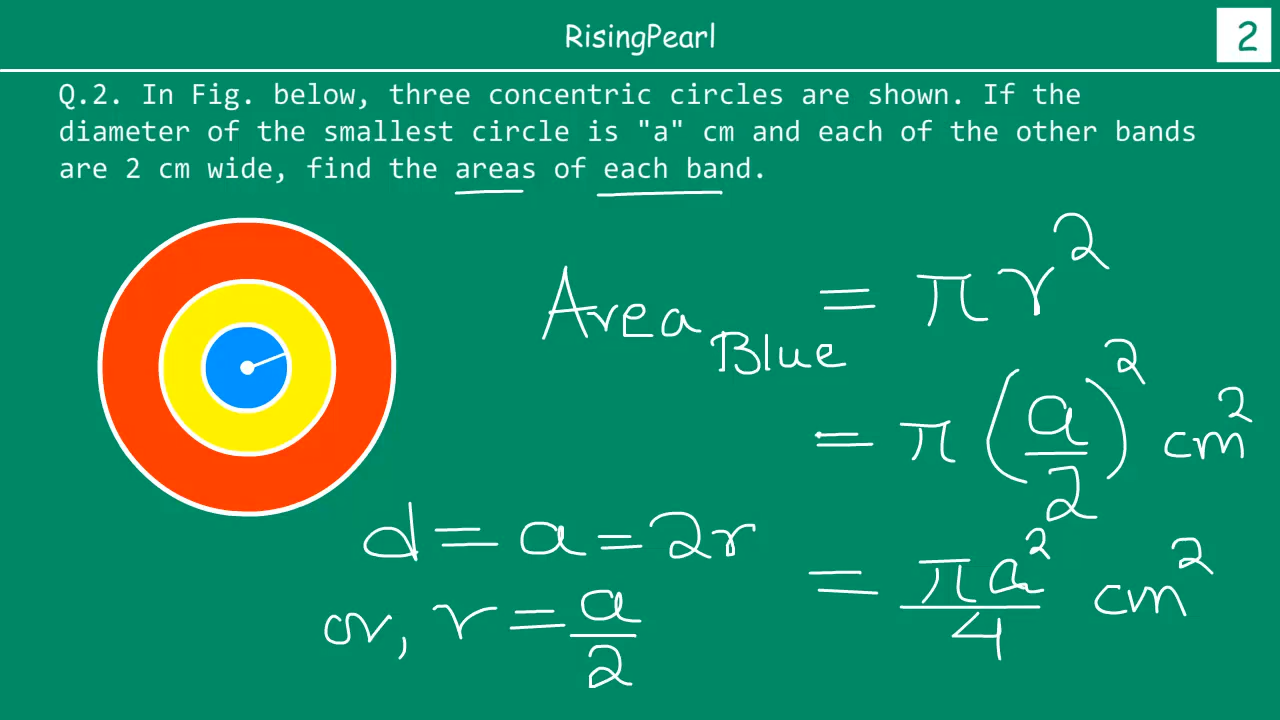 RisingPearl
2
Q.2. In Fig. below, three concentric circles are shown. If the
diameter of the smallest circle is "a" cm and each of the other bands
are 2 cm wide, find the areas of each band.
Area Blue = πr²
= π(a/2)² cm²
= πa²/4 cm²
d = a = 2r
or, r = a/2